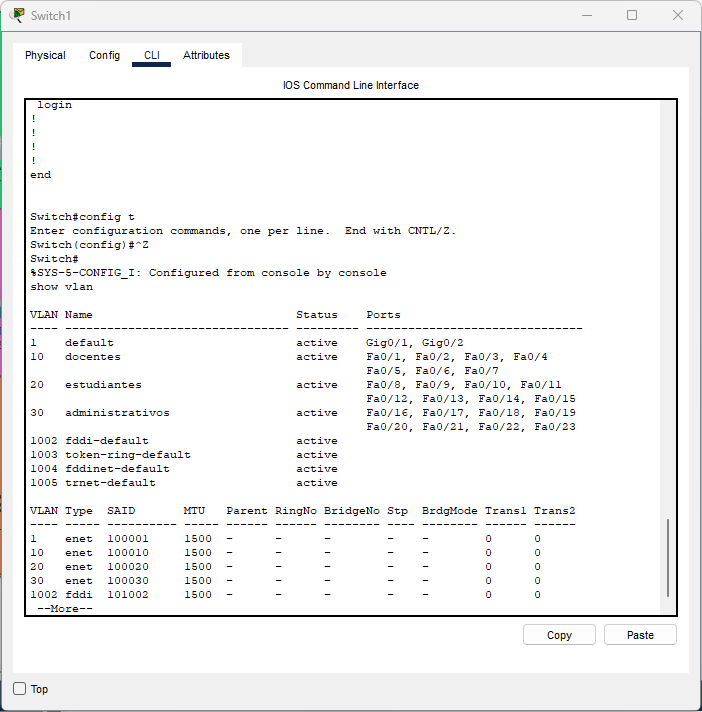 Switch1
Physical Config CLI Attributes
IOS Command Line Interface
login
!
!
!
!
end
Switch#config t
Enter configuration commands, one per line.  End with CNTL/Z.
Switch(config)#^Z
Switch#
%SYS-5-CONFIG_I: Configured from console by console
show vlan
VLAN Name                             Status    Ports
---- -------------------------------- --------- -------------------------------
1    default                          active    Gig0/1, Gig0/2
10   docentes                         active    Fa0/1, Fa0/2, Fa0/3, Fa0/4
                                                Fa0/5, Fa0/6, Fa0/7
20   estudiantes                      active    Fa0/8, Fa0/9, Fa0/10, Fa0/11
                                                Fa0/12, Fa0/13, Fa0/14, Fa0/15
30   administrativos                  active    Fa0/16, Fa0/17, Fa0/18, Fa0/19
                                                Fa0/20, Fa0/21, Fa0/22, Fa0/23
1002 fddi-default                     active
1003 token-ring-default               active
1004 fddinet-default                  active
1005 trnet-default                    active
VLAN Type  SAID       MTU   Parent RingNo BridgeNo Stp  BrdgMode Trans1 Trans2
---- ----- ---------- ----- ------ ------ -------- ---- -------- ------ ------
1    enet  100001     1500  -      -      -        -    -        0      0
10   enet  100010     1500  -      -      -        -    -        0      0
20   enet  100020     1500  -      -      -        -    -        0      0
30   enet  100030     1500  -      -      -        -    -        0      0
1002 fddi  101002     1500  -      -      -        -    -        0      0
--More--
Copy Paste
Top